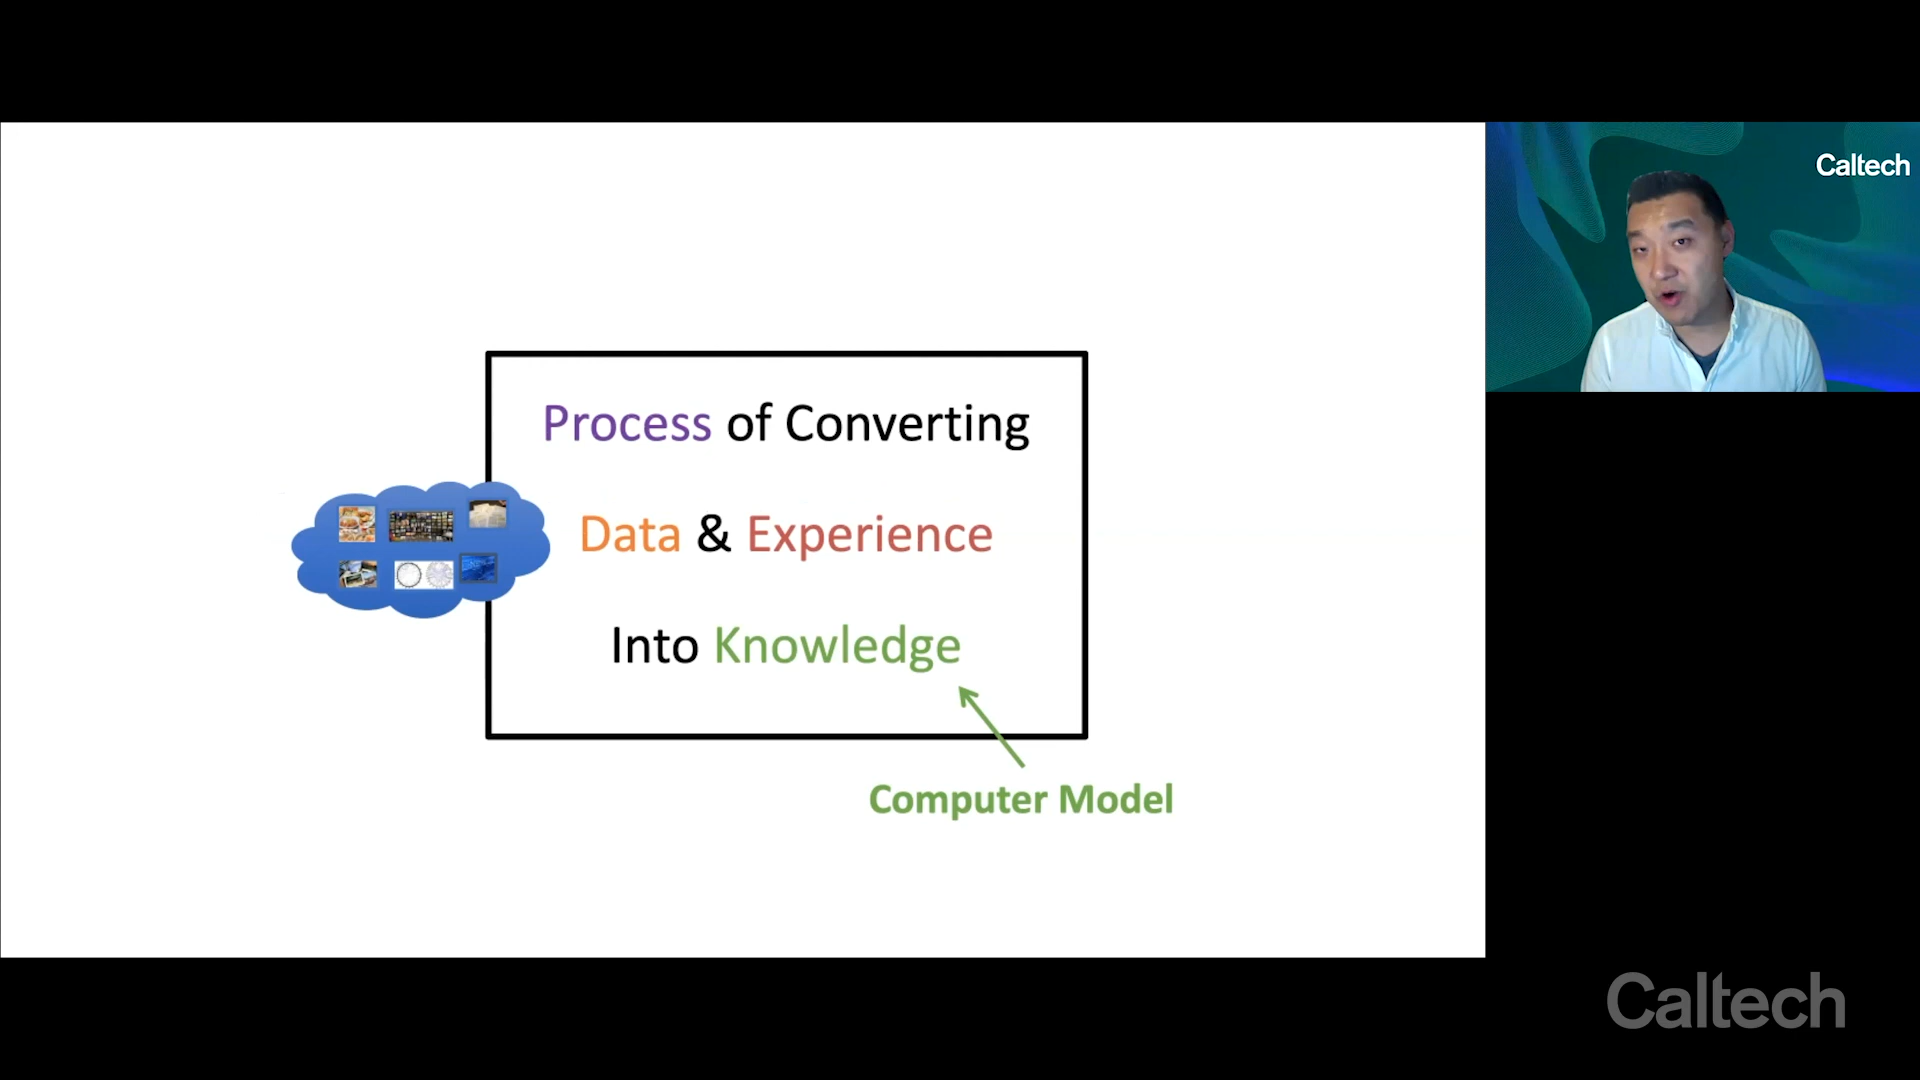 Caltech
Process of Converting
Data & Experience
Into Knowledge
Computer Model
Caltech